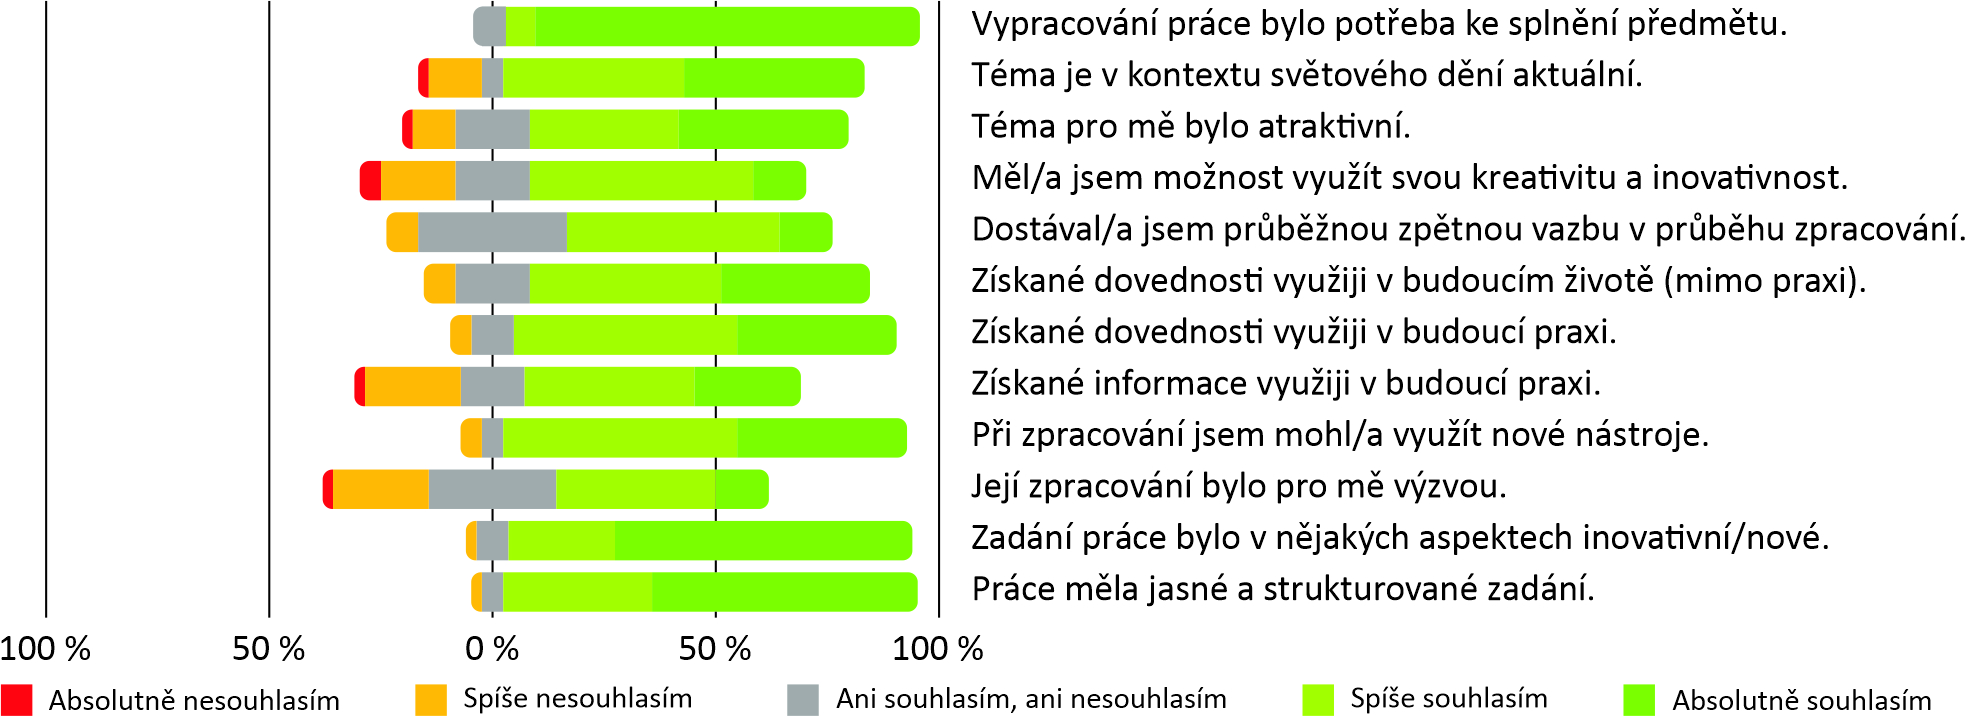 Vypracování práce bylo potřeba ke splnění předmětu.
Téma je v kontextu světového dění aktuální.
Téma pro mě bylo atraktivní.
Měl/a jsem možnost využít svou kreativitu a inovativnost.
Dostával/a jsem průběžnou zpětnou vazbu v průběhu zpracování.
Získané dovednosti využiji v budoucím životě (mimo praxi).
Získané dovednosti využiji v budoucí praxi.
Získané informace využiji v budoucí praxi.
Při zpracování jsem mohl/a využít nové nástroje.
Její zpracování bylo pro mě výzvou.
Zadání práce bylo v nějakých aspektech inovativní/nové.
Práce měla jasné a strukturované zadání.
100 % 50 % 0 % 50 % 100 %
Absolutně nesouhlasím Spíše nesouhlasím Ani souhlasím, ani nesouhlasím Spíše souhlasím Absolutně souhlasím